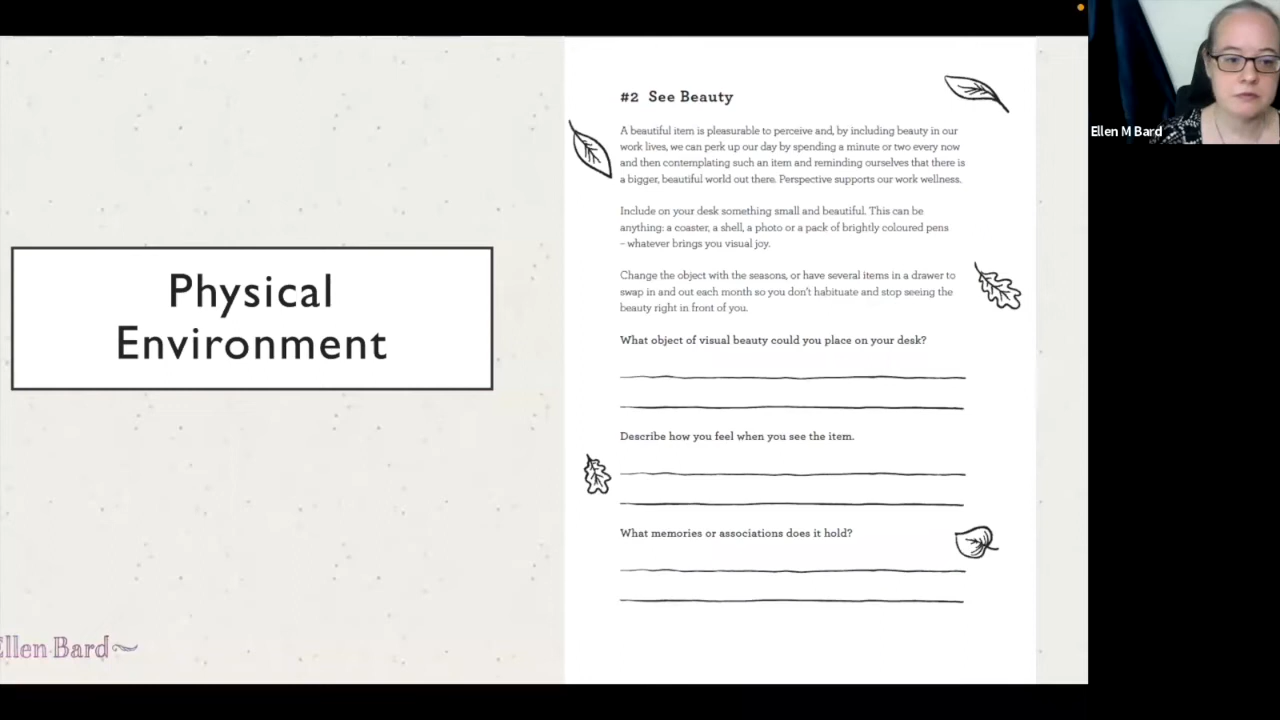 Physical
Environment
#2 See Beauty
A beautiful item is pleasurable to perceive and, by including beauty in our
work lives, we can perk up our day by spending a minute or two every now
and then contemplating such an item and reminding ourselves that there is
a bigger, beautiful world out there. Perspective supports our work wellness.
Include on your desk something small and beautiful. This can be
anything: a coaster, a shell, a photo or a pack of brightly coloured pens
– whatever brings you visual joy.
Change the object with the seasons, or have several items in a drawer to
swap in and out each month so you don't habituate and stop seeing the
beauty right in front of you.
What object of visual beauty could you place on your desk?
Describe how you feel when you see the item.
What memories or associations does it hold?
Ellen Bard
Ellen M Bard